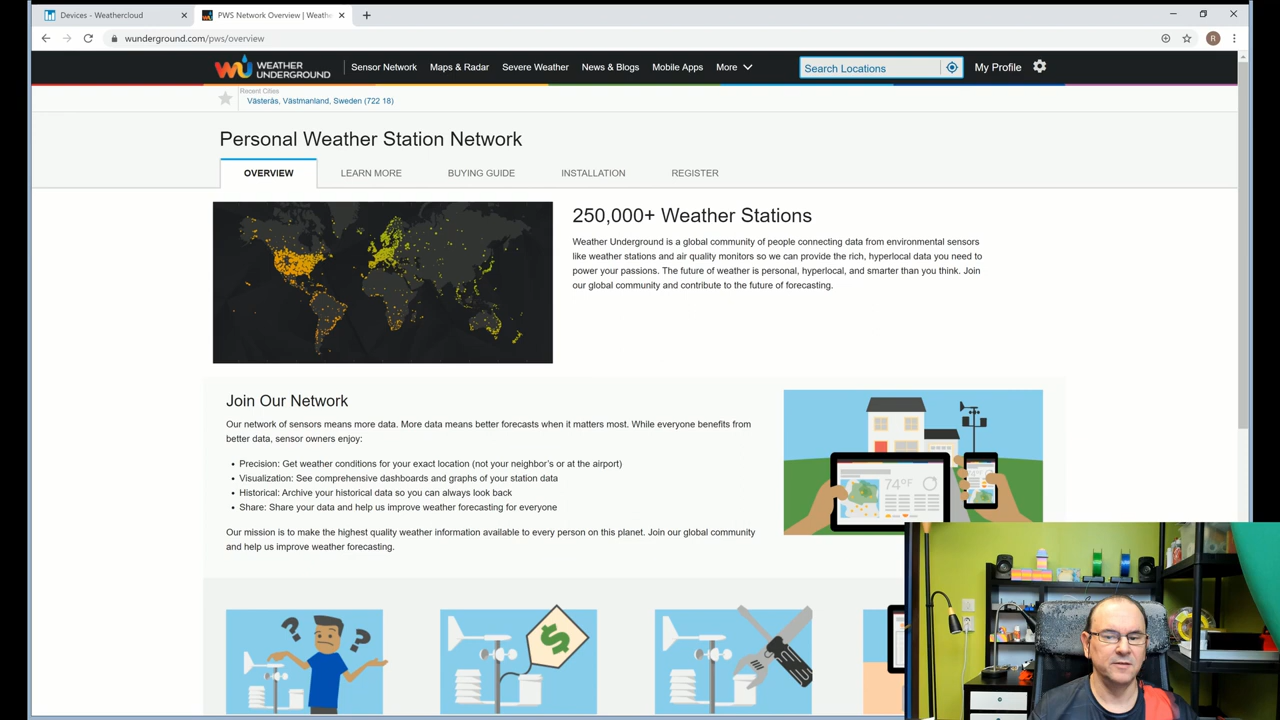 Devices - Weathercloud
PWS Network Overview | Weathe
wunderground.com/pws/overview
R
WEATHER
UNDERGROUND
Sensor Network
Maps & Radar
Severe Weather
News & Blogs
Mobile Apps
More
Search Locations
My Profile
Recent Cities
Västerås, Västmanland, Sweden (722 18)
Personal Weather Station Network
OVERVIEW
LEARN MORE
BUYING GUIDE
INSTALLATION
REGISTER
250,000+ Weather Stations
Weather Underground is a global community of people connecting data from environmental sensors
like weather stations and air quality monitors so we can provide the rich, hyperlocal data you need to
power your passions. The future of weather is personal, hyperlocal, and smarter than you think. Join
our global community and contribute to the future of forecasting.
Join Our Network
Our network of sensors means more data. More data means better forecasts when it matters most. While everyone benefits from
better data, sensor owners enjoy:
• Precision: Get weather conditions for your exact location (not your neighbor's or at the airport)
• Visualization: See comprehensive dashboards and graphs of your station data
• Historical: Archive your historical data so you can always look back
• Share: Share your data and help us improve weather forecasting for everyone
Our mission is to make the highest quality weather information available to every person on this planet. Join our global community
and help us improve weather forecasting.
74°F
? ?
$